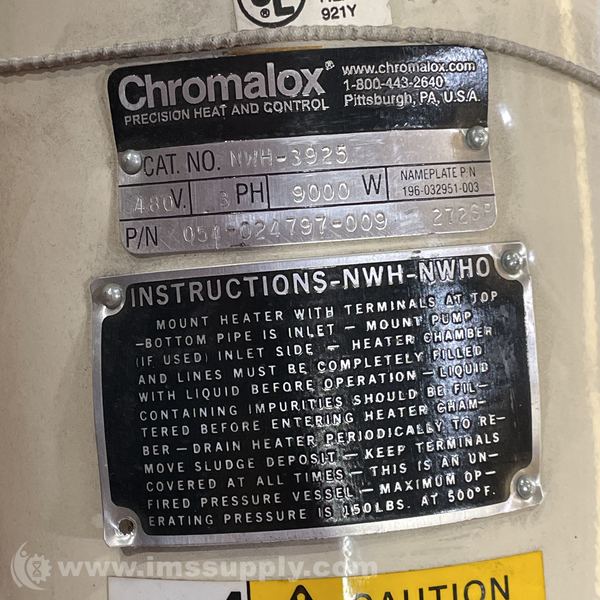 UL
921Y
Chromalox®
PRECISION HEAT AND CONTROL
www.chromalox.com
1-800-443-2640
Pittsburgh, PA, U.S.A.
CAT. NO. NWH-3925
480 V. 3 PH 9000 W NAMEPLATE P/N
196-032951-003
P/N 054-024797-009
INSTRUCTIONS-NWH-NWHO
MOUNT HEATER WITH TERMINALS AT TOP
-BOTTOM PIPE IS INLET - MOUNT PUMP
(IF USED) INLET SIDE - HEATER CHAMBER
AND LINES MUST BE COMPLETELY FILLED
WITH LIQUID BEFORE OPERATION - LIQUID
CONTAINING IMPURITIES SHOULD BE FIL-
TERED BEFORE ENTERING HEATER CHAM-
BER - DRAIN HEATER PERIODICALLY TO RE-
MOVE SLUDGE DEPOSIT - KEEP TERMINALS
COVERED AT ALL TIMES - THIS IS AN UN-
FIRED PRESSURE VESSEL - MAXIMUM OP-
ERATING PRESSURE IS 150LBS. AT 500°F.
www.imssupply.com
CAUTION